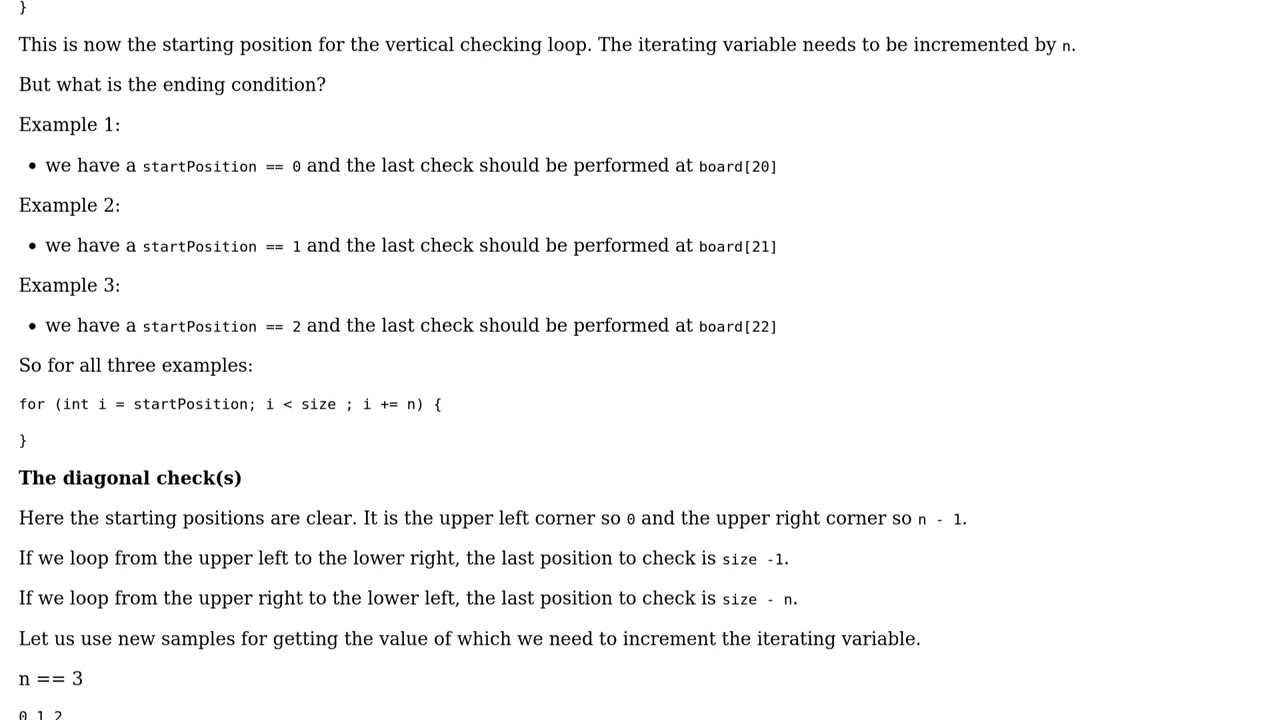 }
This is now the starting position for the vertical checking loop. The iterating variable needs to be incremented by n.
But what is the ending condition?
Example 1:
• we have a startPosition == 0 and the last check should be performed at board[20]
Example 2:
• we have a startPosition == 1 and the last check should be performed at board[21]
Example 3:
• we have a startPosition == 2 and the last check should be performed at board[22]
So for all three examples:
for (int i = startPosition; i < size ; i += n) {
}
The diagonal check(s)
Here the starting positions are clear. It is the upper left corner so 0 and the upper right corner so n - 1.
If we loop from the upper left to the lower right, the last position to check is size -1.
If we loop from the upper right to the lower left, the last position to check is size - n.
Let us use new samples for getting the value of which we need to increment the iterating variable.
n == 3
0 1 2